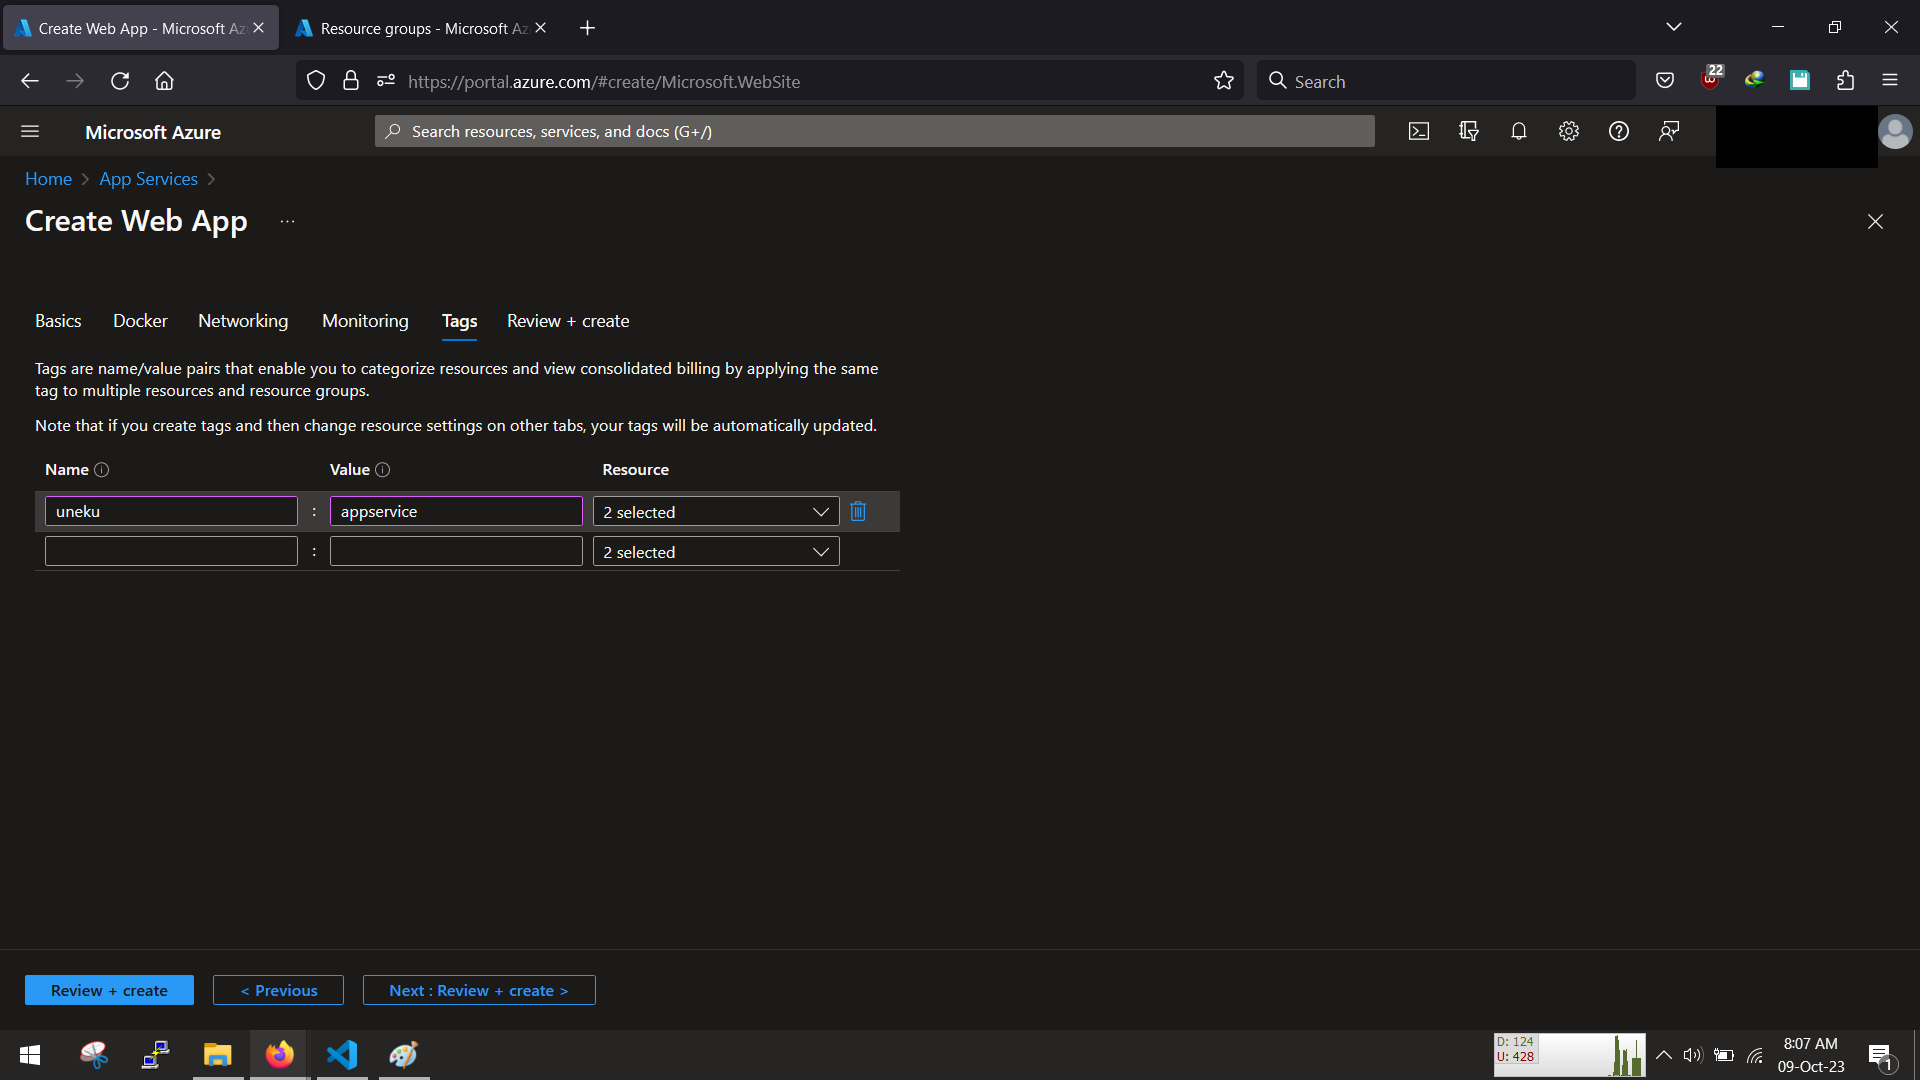 Create Web App - Microsoft Az
Resource groups - Microsoft Az
https://portal.azure.com/#create/Microsoft.WebSite
Search
22
Microsoft Azure
Search resources, services, and docs (G+/)
Home > App Services >
Create Web App ...
Basics Docker Networking Monitoring Tags Review + create
Tags are name/value pairs that enable you to categorize resources and view consolidated billing by applying the same
tag to multiple resources and resource groups.
Note that if you create tags and then change resource settings on other tabs, your tags will be automatically updated.
Name Value Resource
uneku : appservice 2 selected
: 2 selected
Review + create < Previous Next : Review + create >
D: 124
U: 428
8:07 AM
09-Oct-23
1